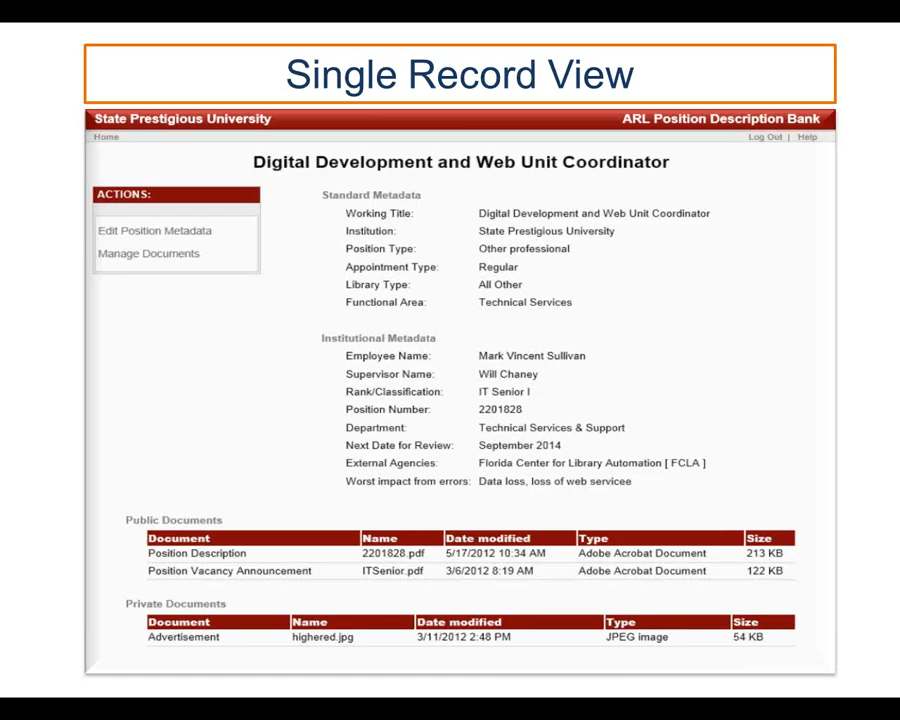 Single Record View
State Prestigious University ARL Position Description Bank
Home Log Out | Help
Digital Development and Web Unit Coordinator
ACTIONS:
Edit Position Metadata
Manage Documents
Standard Metadata
Working Title: Digital Development and Web Unit Coordinator
Institution: State Prestigious University
Position Type: Other professional
Appointment Type: Regular
Library Type: All Other
Functional Area: Technical Services
Institutional Metadata
Employee Name: Mark Vincent Sullivan
Supervisor Name: Will Chaney
Rank/Classification: IT Senior I
Position Number: 2201828
Department: Technical Services & Support
Next Date for Review: September 2014
External Agencies: Florida Center for Library Automation [ FCLA ]
Worst impact from errors: Data loss, loss of web servicee
Public Documents
Document Name Date modified Type Size
Position Description 2201828.pdf 5/17/2012 10:34 AM Adobe Acrobat Document 213 KB
Position Vacancy Announcement ITSenior.pdf 3/6/2012 8:19 AM Adobe Acrobat Document 122 KB
Private Documents
Document Name Date modified Type Size
Advertisement highered.jpg 3/11/2012 2:48 PM JPEG image 54 KB